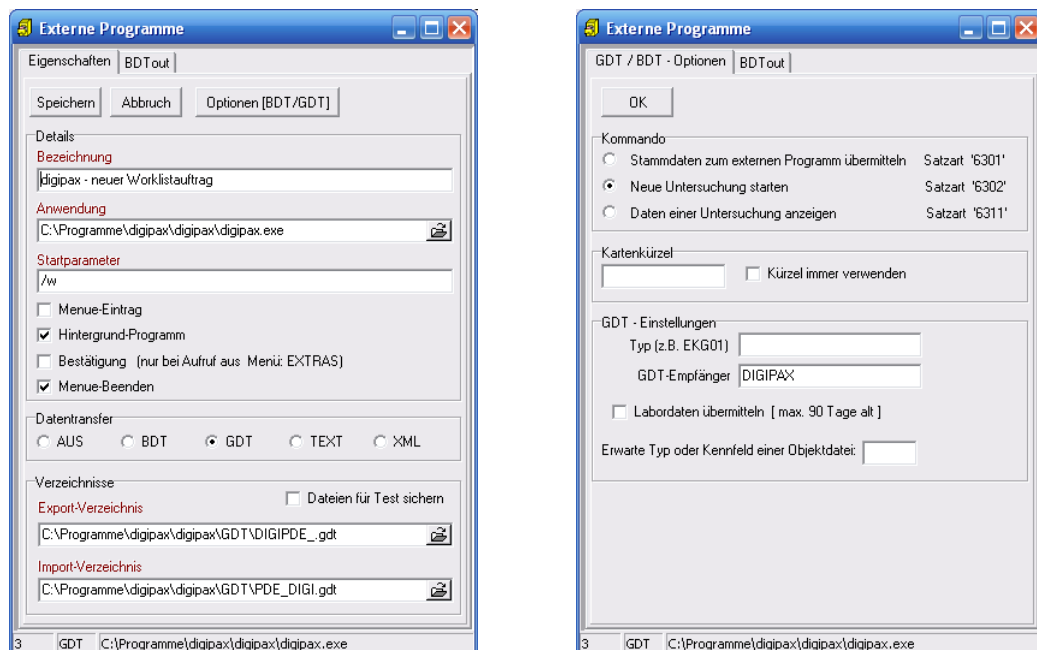 Externe Programme
Eigenschaften BDTout
Speichern Abbruch Optionen [BDT/GDT]
Details
Bezeichnung
digipax - neuer Worklistauftrag
Anwendung
C:\Programme\digipax\digipax\digipax.exe
Startparameter
/w
Menue-Eintrag
Hintergrund-Programm
Bestätigung (nur bei Aufruf aus Menü: EXTRAS)
Menue-Beenden
Datentransfer
AUS BDT GDT TEXT XML
Verzeichnisse
Dateien für Test sichern
Export-Verzeichnis
C:\Programme\digipax\digipax\GDT\DIGIPDE_.gdt
Import-Verzeichnis
C:\Programme\digipax\digipax\GDT\PDE_DIGI.gdt
3 GDT C:\Programme\digipax\digipax\digipax.exe
Externe Programme
GDT / BDT - Optionen BDTout
OK
Kommando
Stammdaten zum externen Programm übermitteln Satzart '6301'
Neue Untersuchung starten Satzart '6302'
Daten einer Untersuchung anzeigen Satzart '6311'
Kartenkürzel
Kürzel immer verwenden
GDT - Einstellungen
Typ (z.B. EKG01)
GDT-Empfänger DIGIPAX
Labordaten übermitteln [ max. 90 Tage alt ]
Erwarte Typ oder Kennfeld einer Objektdatei:
3 GDT C:\Programme\digipax\digipax\digipax.exe